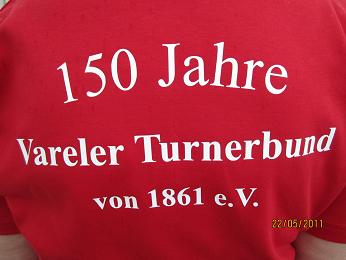 150 Jahre
Vareler Turnerbund
von 1861 e.V.
22/05/2011